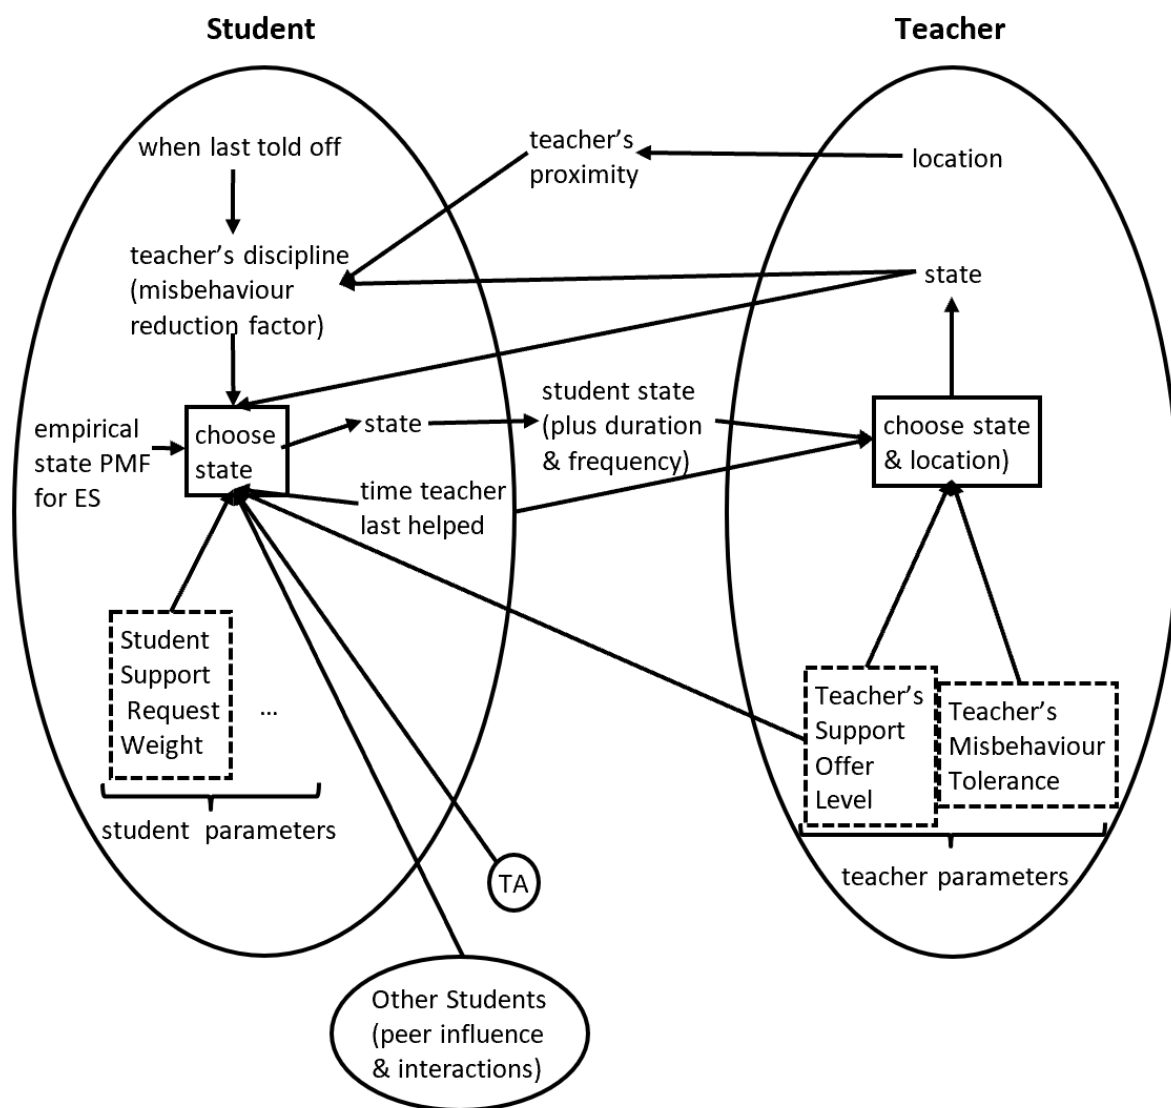 Student
Teacher
when last told off
teacher's
proximity
location
teacher's discipline
(misbehaviour
reduction factor)
state
empirical
state PMF
for ES
choose
state
state
student state
(plus duration
& frequency)
choose state
& location)
time teacher
last helped
Student
Support
Request
Weight
...
student parameters
Teacher's
Support
Offer
Level
Teacher's
Misbehaviour
Tolerance
teacher parameters
TA
Other Students
(peer influence
& interactions)